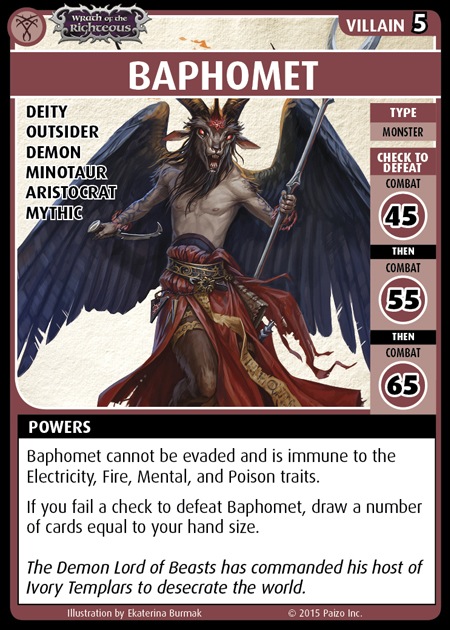 Wrath of the
Righteous
VILLAIN 5
BAPHOMET
DEITY
OUTSIDER
DEMON
MINOTAUR
ARISTOCRAT
MYTHIC
TYPE
MONSTER
CHECK TO
DEFEAT
COMBAT
45
THEN
COMBAT
55
THEN
COMBAT
65
POWERS
Baphomet cannot be evaded and is immune to the
Electricity, Fire, Mental, and Poison traits.
If you fail a check to defeat Baphomet, draw a number
of cards equal to your hand size.
The Demon Lord of Beasts has commanded his host of
Ivory Templars to desecrate the world.
Illustration by Ekaterina Burmak © 2015 Paizo Inc.